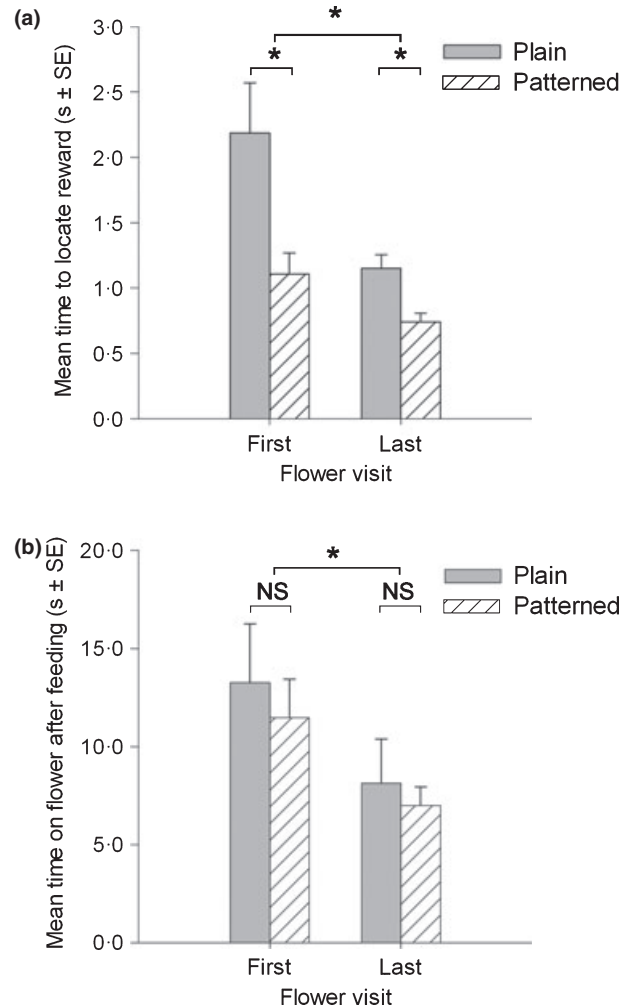 (a)
Mean time to locate reward (s ± SE)
3·0
2·5
2·0
1·5
1·0
0·5
0·0
*
*
*
Plain
Patterned
First
Last
Flower visit
(b)
Mean time on flower after feeding (s ± SE)
20·0
15·0
10·0
5·0
0·0
*
NS
NS
Plain
Patterned
First
Last
Flower visit